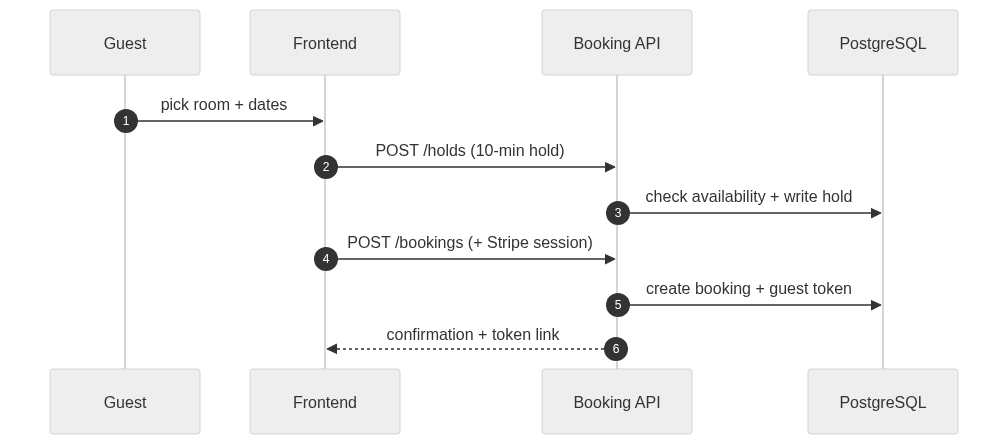 Guest
Frontend
Booking API
PostgreSQL
pick room + dates
1
POST /holds (10-min hold)
2
check availability + write hold
3
POST /bookings (+ Stripe session)
4
create booking + guest token
5
confirmation + token link
6
Guest
Frontend
Booking API
PostgreSQL